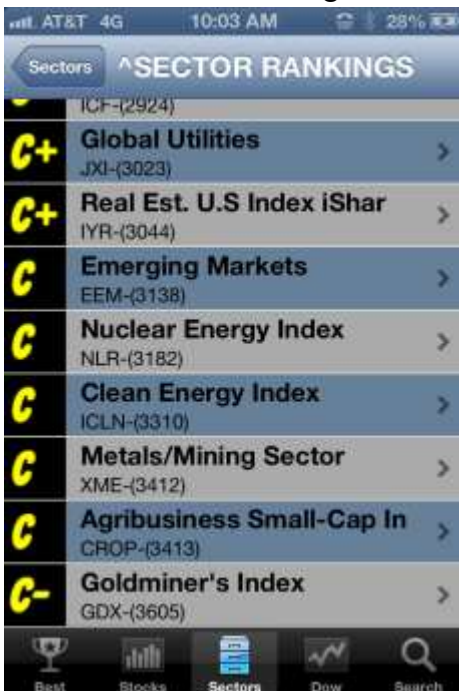 AT&T 4G 10:03 AM 28%
Sectors ^SECTOR RANKINGS
ICF-(2924)
C+ Global Utilities
JXI-(3023)
C+ Real Est. U.S Index iShar
IYR-(3044)
C Emerging Markets
EEM-(3138)
C Nuclear Energy Index
NLR-(3182)
C Clean Energy Index
ICLN-(3310)
C Metals/Mining Sector
XME-(3412)
C Agribusiness Small-Cap In
CROP-(3413)
C- Goldminer's Index
GDX-(3605)
Best Stocks Sectors Dow Search